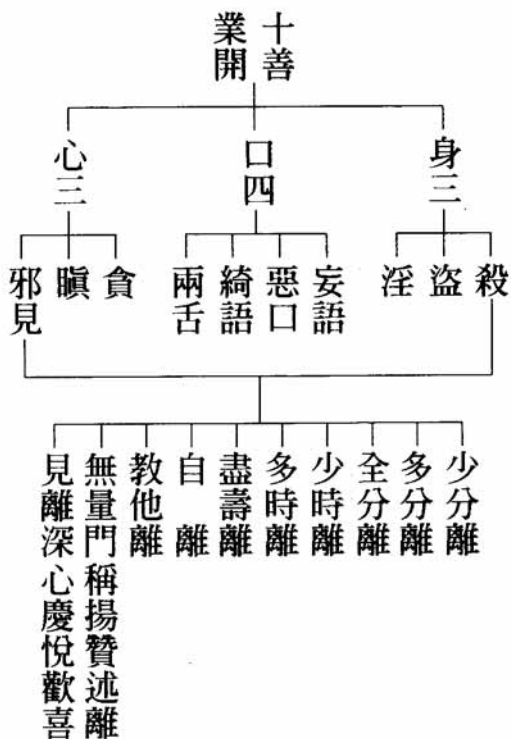 十善
業開
身三
口四
心三
殺
盜
淫
妄語
惡口
綺語
兩舌
貪
瞋
邪見
少分離
多分離
全分離
少時離
多時離
盡壽離
自離
教他離
無量門稱揚贊述離
見離深心慶悅歡喜